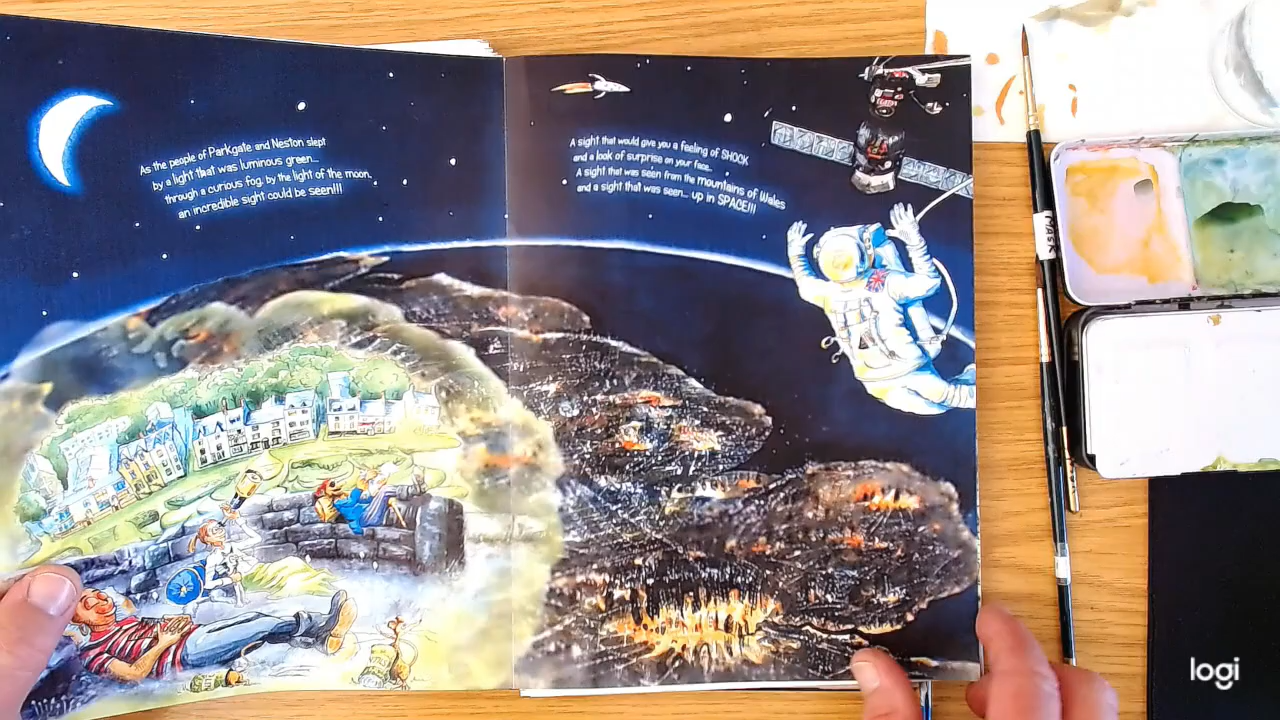 As the people of Parkgate and Neston slept
by a light that was luminous green...
through a curious fog, by the light of the moon,
an incredible sight could be seen!!!
A sight that would give you a feeling of SHOCK
and a look of surprise on your face...
A sight that was seen from the mountains of Wales
and a sight that was seen... up in SPACE!!!
MASK
logi